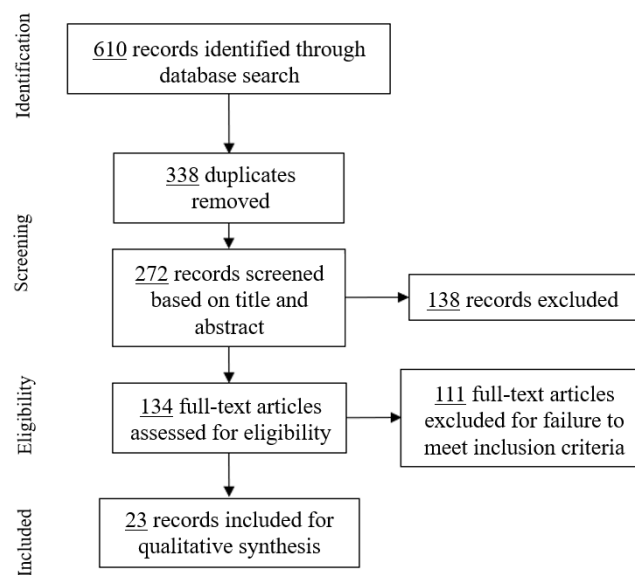 Identification
610 records identified through
database search
Screening
338 duplicates
removed
272 records screened
based on title and
abstract
138 records excluded
Eligibility
134 full-text articles
assessed for eligibility
111 full-text articles
excluded for failure to
meet inclusion criteria
Included
23 records included for
qualitative synthesis